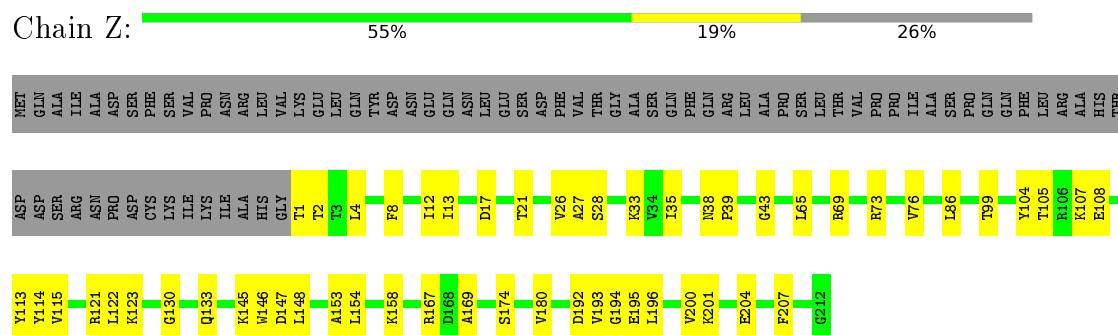 Chain Z:
55% 19% 26%
MET GLN ALA ILE ALA ASP SER PHE SER VAL PRO ASN ARG LEU VAL LYS GLU LEU GLN TYR ASP ASN GLU GLN ASN LEU GLU SER ASP PHE VAL THR GLY ALA SER GLN PHE GLN ARG LEU ALA PRO SER LEU THR VAL PRO PRO ILE ALA SER PRO GLN GLN PHE LEU ARG ALA HIS THR
ASP ASP SER ARG ASN PRO ASP CYS LYS ILE LYS ILE ALA HIS GLY T1 T2 T3 L4 F8 I12 I13 D17 T21 V26 A27 S28 K33 V34 I35 N38 P39 G43 L65 R69 R73 V76 L86 T99 Y104 T105 R106 K107 E108
Y113 Y114 V115 R121 L122 K123 G130 Q133 K145 W146 D147 L148 A153 L154 K158 R167 D168 A169 S174 V180 D192 V193 G194 E195 L196 V200 K201 E204 F207 G212